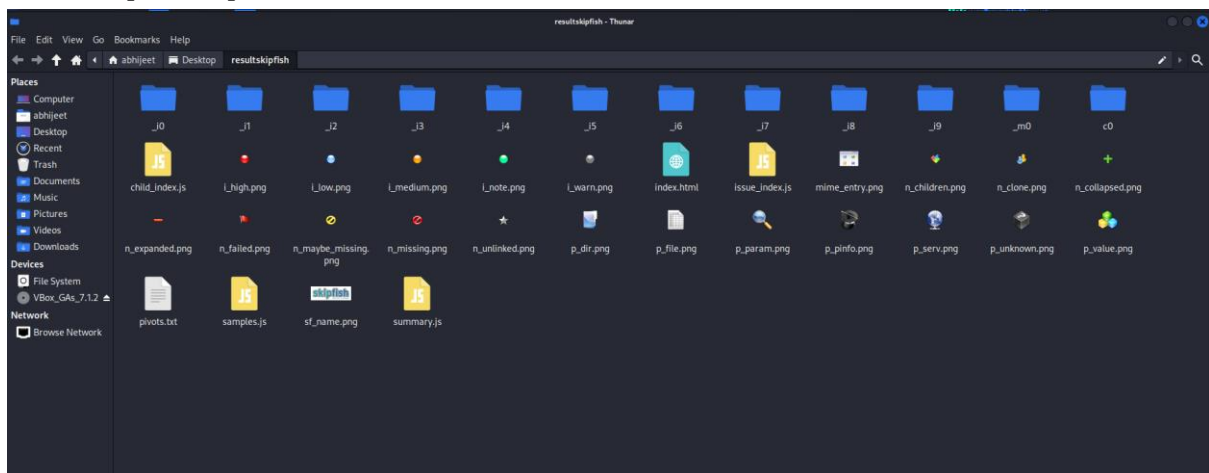 resultskipfish - Thunar
File Edit View Go Bookmarks Help
abhijeet Desktop resultskipfish
Places
Computer
abhijeet
Desktop
Recent
Trash
Documents
Music
Pictures
Videos
Downloads
Devices
File System
VBox_GAs_7.1.2
Network
Browse Network
_i0 _i1 _i2 _i3 _i4 _i5 _i6 _i7 _i8 _i9 _m0 c0
JS JS
child_index.js i_high.png i_low.png i_medium.png i_note.png i_warn.png index.html issue_index.js mime_entry.png n_children.png n_clone.png n_collapsed.png
n_expanded.png n_failed.png n_maybe_missing.png n_missing.png n_unlinked.png p_dir.png p_file.png p_param.png p_pinfo.png p_serv.png p_unknown.png p_value.png
JS skipfish JS
pivots.txt samples.js sf_name.png summary.js